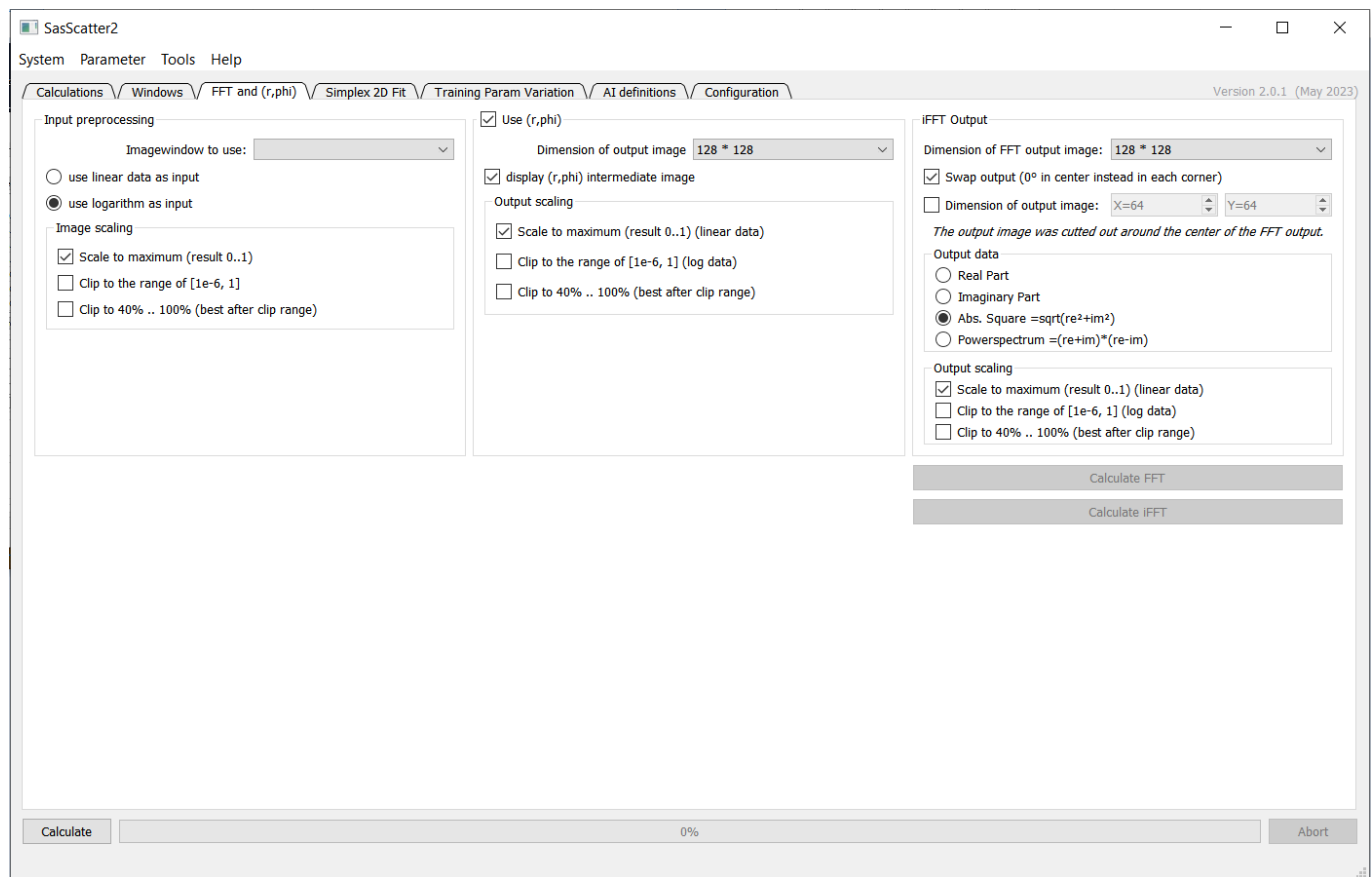 SasScatter2
System Parameter Tools Help
Calculations Windows FFT and (r,phi) Simplex 2D Fit Training Param Variation AI definitions Configuration Version 2.0.1 (May 2023)
Input preprocessing
Imagewindow to use:
use linear data as input
use logarithm as input
Image scaling
Scale to maximum (result 0..1)
Clip to the range of [1e-6, 1]
Clip to 40% .. 100% (best after clip range)
Use (r,phi)
Dimension of output image 128 * 128
display (r,phi) intermediate image
Output scaling
Scale to maximum (result 0..1) (linear data)
Clip to the range of [1e-6, 1] (log data)
Clip to 40% .. 100% (best after clip range)
iFFT Output
Dimension of FFT output image: 128 * 128
Swap output (0° in center instead in each corner)
Dimension of output image: X=64 Y=64
The output image was cutted out around the center of the FFT output.
Output data
Real Part
Imaginary Part
Abs. Square =sqrt(re²+im²)
Powerspectrum =(re+im)*(re-im)
Output scaling
Scale to maximum (result 0..1) (linear data)
Clip to the range of [1e-6, 1] (log data)
Clip to 40% .. 100% (best after clip range)
Calculate FFT
Calculate iFFT
Calculate 0% Abort